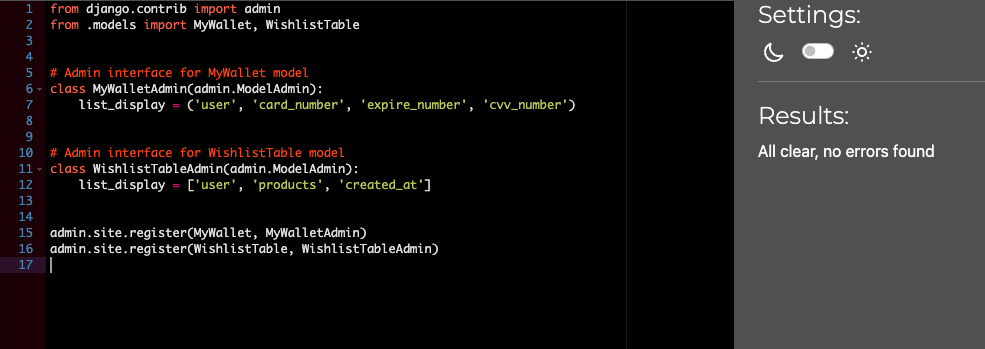 1 from django.contrib import admin
2 from .models import MyWallet, WishlistTable
3
4
5 # Admin interface for MyWallet model
6 class MyWalletAdmin(admin.ModelAdmin):
7     list_display = ('user', 'card_number', 'expire_number', 'cvv_number')
8
9
10 # Admin interface for WishlistTable model
11 class WishlistTableAdmin(admin.ModelAdmin):
12     list_display = ['user', 'products', 'created_at']
13
14
15 admin.site.register(MyWallet, MyWalletAdmin)
16 admin.site.register(WishlistTable, WishlistTableAdmin)
17
Settings:
Results:
All clear, no errors found